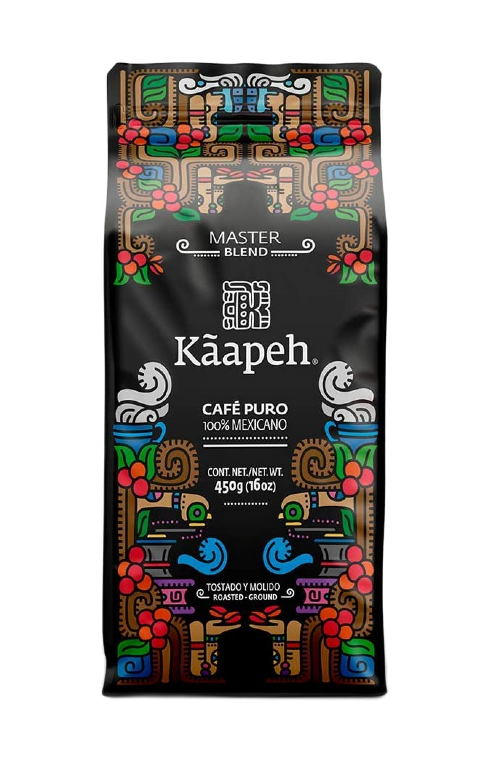 MASTER
BLEND
Kãapeh®
CAFÉ PURO
100% MEXICANO
CONT. NET./NET. WT.
450g (16oz)
TOSTADO Y MOLIDO
ROASTED - GROUND